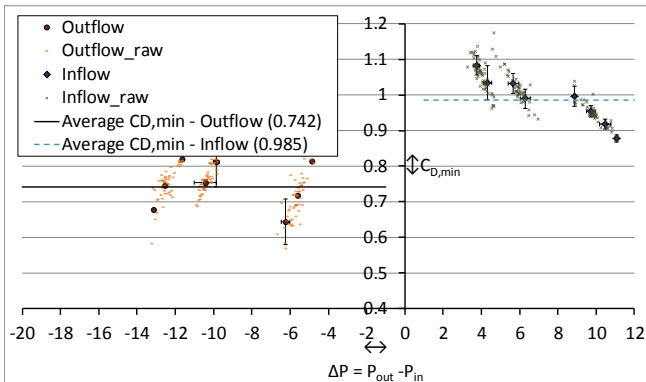 Outflow
Outflow_raw
Inflow
Inflow_raw
Average CD,min - Outflow (0.742)
Average CD,min - Inflow (0.985)
1.2
1.1
1
0.9
0.8
0.7
0.6
0.5
0.4
C_D,min
-20 -18 -16 -14 -12 -10 -8 -6 -4 -2 0 2 4 6 8 10 12
ΔP = P_out -P_in